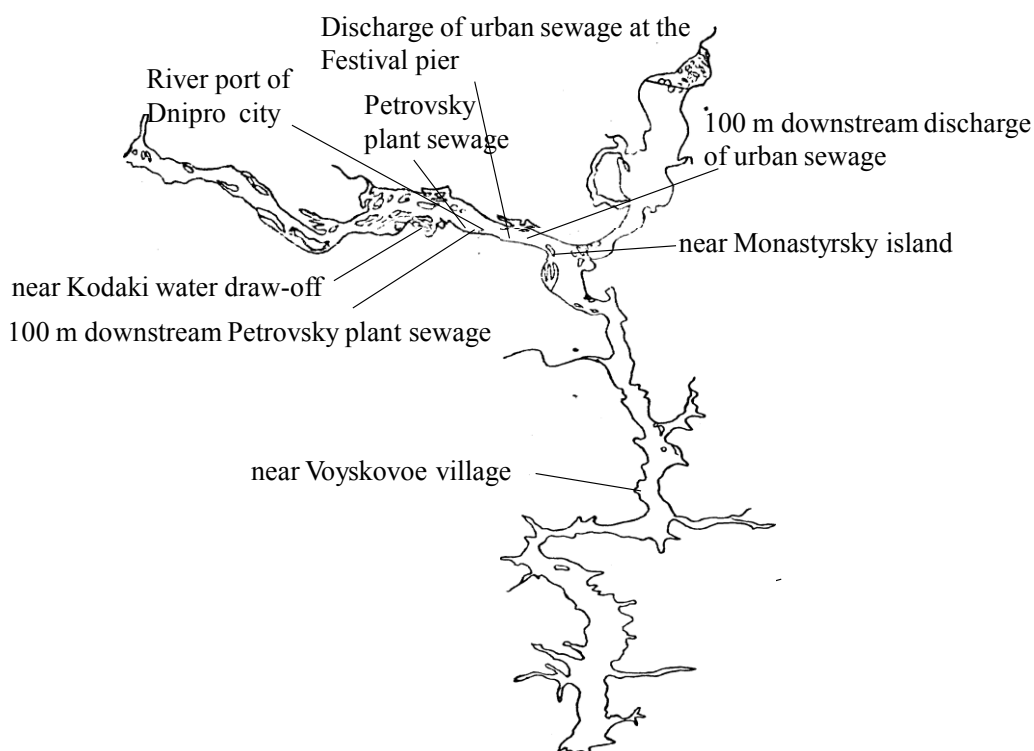 Discharge of urban sewage at the
Festival pier
River port of
Dnipro city
Petrovsky
plant sewage
100 m downstream discharge
of urban sewage
near Monastyrsky island
near Kodaki water draw-off
100 m downstream Petrovsky plant sewage
near Voyskovoe village